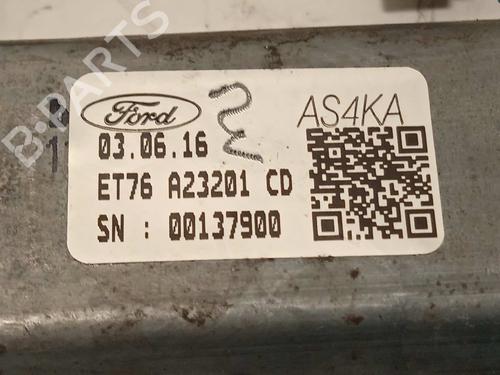 B-PARTS
Ford
AS4KA
03.06.16
ET76 A23201 CD
SN : 00137900